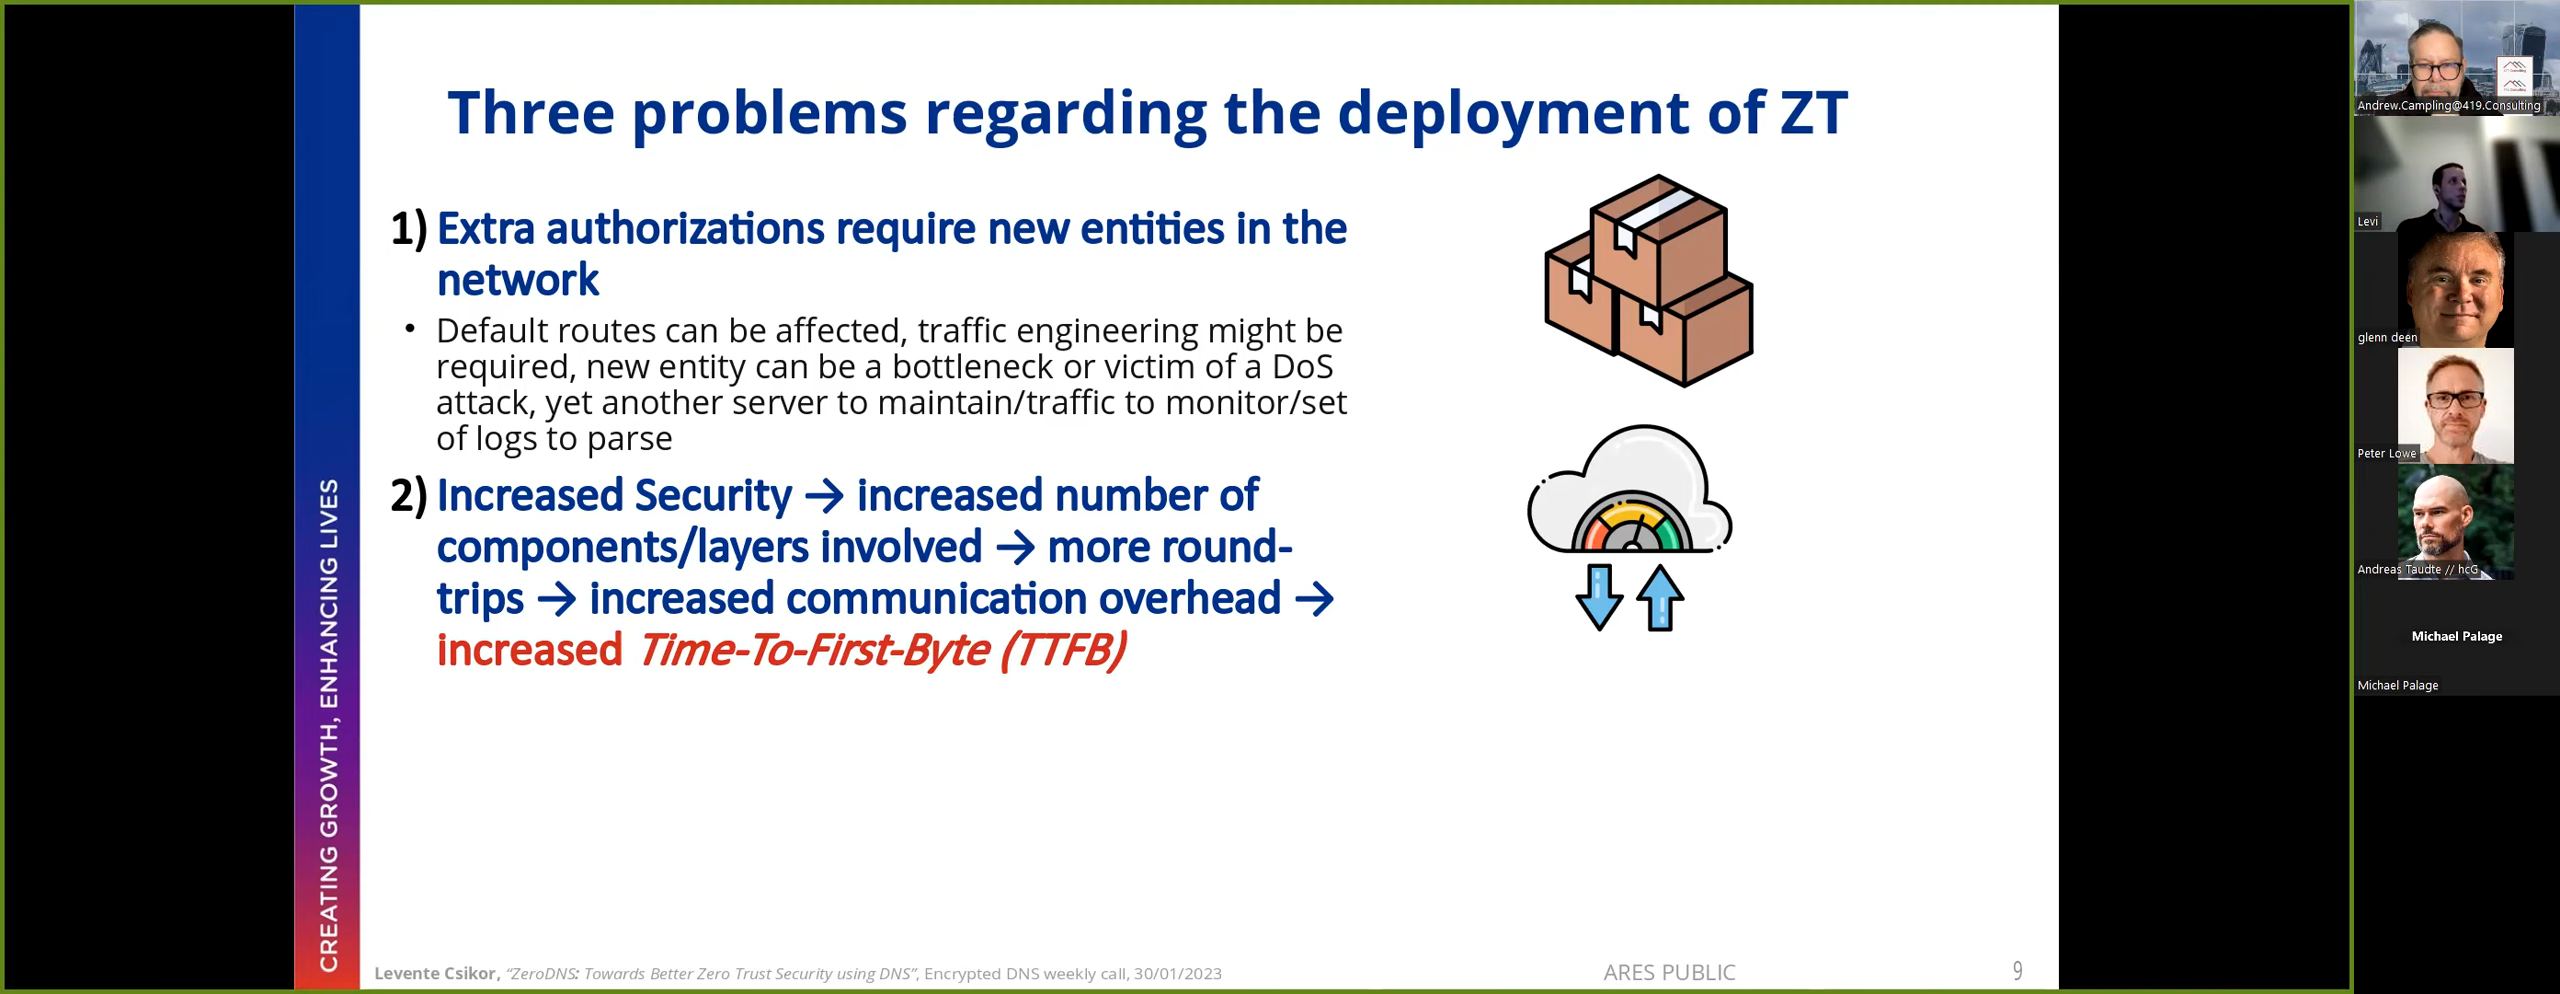 Three problems regarding the deployment of ZT
1) Extra authorizations require new entities in the
network
• Default routes can be affected, traffic engineering might be
required, new entity can be a bottleneck or victim of a DoS
attack, yet another server to maintain/traffic to monitor/set
of logs to parse
2) Increased Security → increased number of
components/layers involved → more round-
trips → increased communication overhead →
increased Time-To-First-Byte (TTFB)
CREATING GROWTH, ENHANCING LIVES
Levente Csikor, “ZeroDNS: Towards Better Zero Trust Security using DNS”, Encrypted DNS weekly call, 30/01/2023
ARES PUBLIC
9
Andrew.Campling@419.Consulting
Levi
glenn deen
Peter Lowe
Andreas Taudte // hcG
Michael Palage
Michael Palage